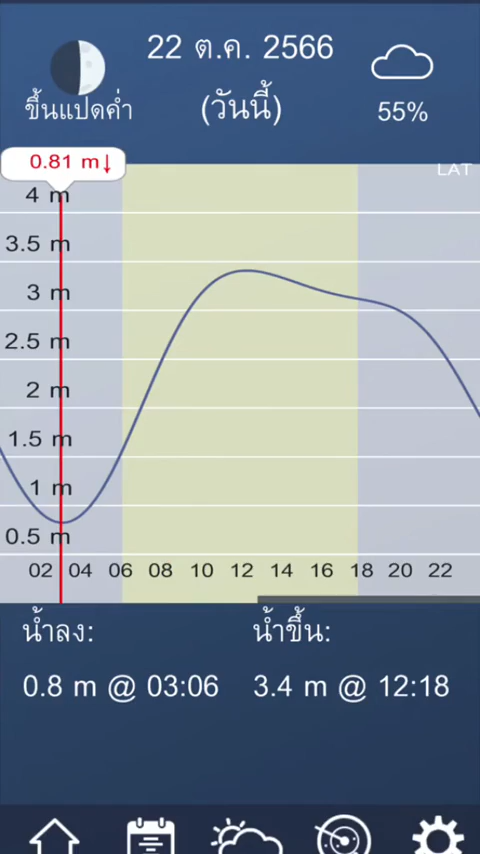 22 ต.ค. 2566
ขึ้นแปดค่ำ
(วันนี้)
55%
0.81 m↓
LAT
4 m
3.5 m
3 m
2.5 m
2 m
1.5 m
1 m
0.5 m
02 04 06 08 10 12 14 16 18 20 22
น้ำลง: น้ำขึ้น:
0.8 m @ 03:06 3.4 m @ 12:18